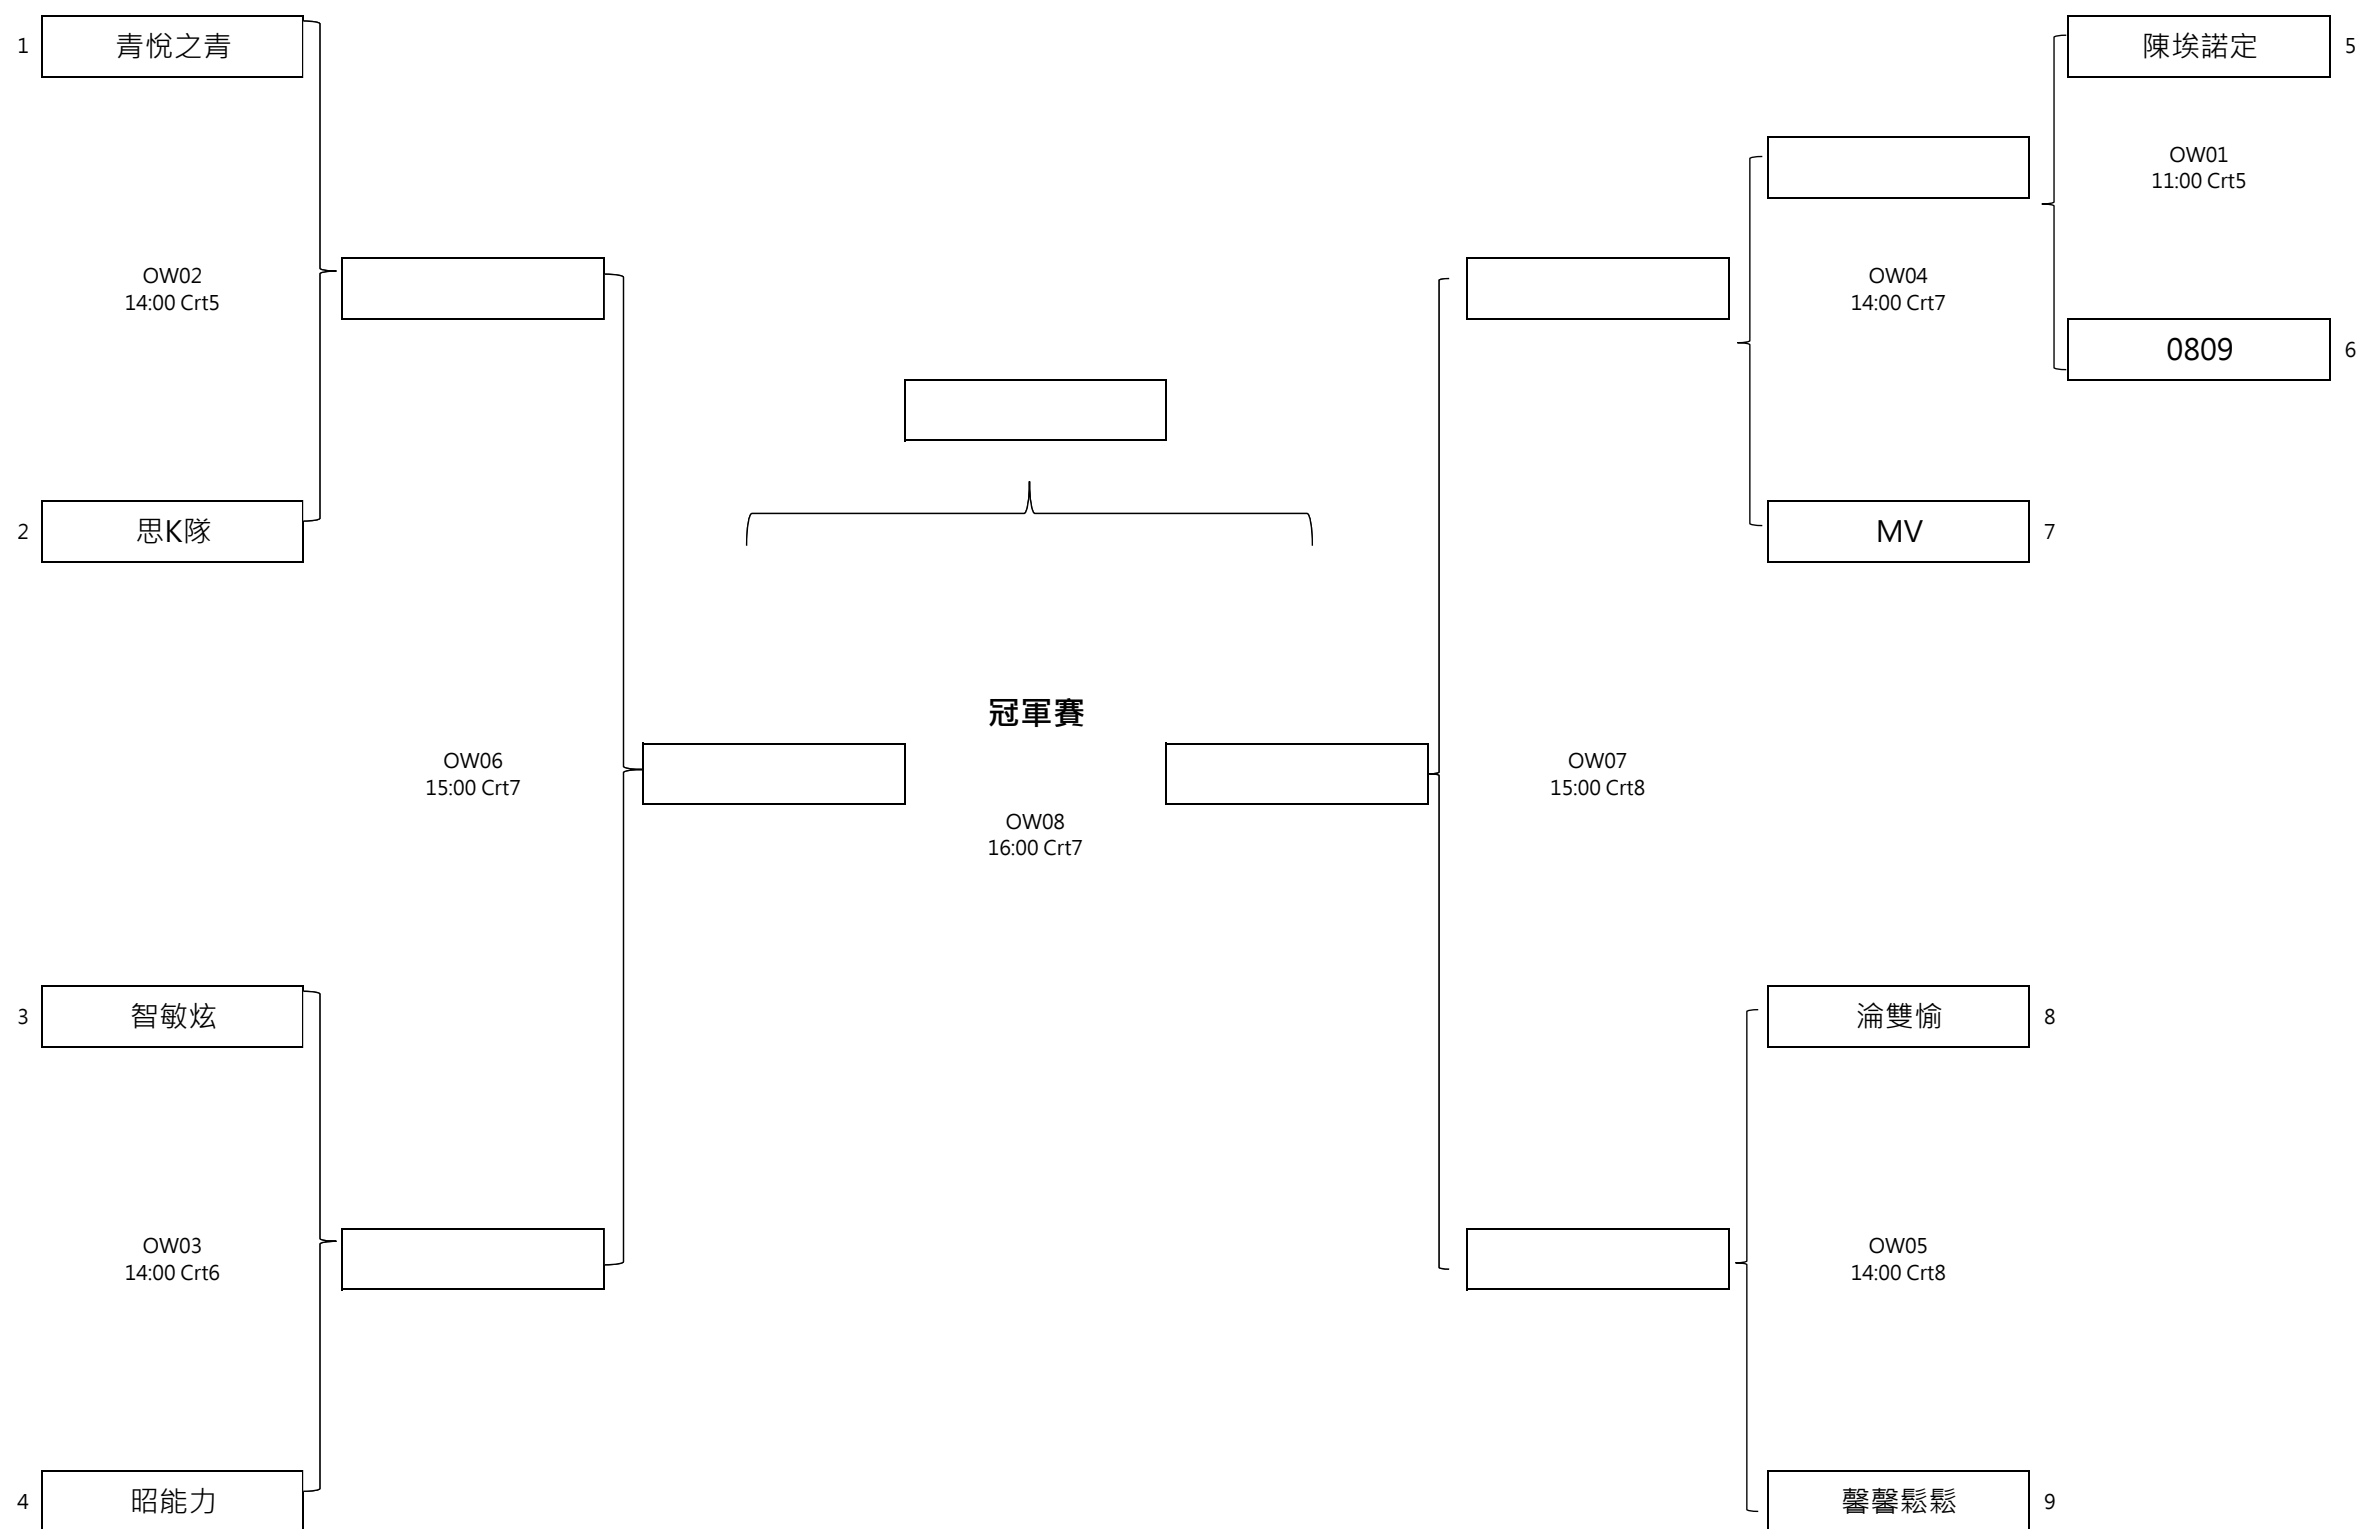 1
青悅之青
陳埃諾定
5
OW01
11:00 Crt5
OW02
14:00 Crt5
OW04
14:00 Crt7
0809
6
2
思K隊
MV
7
冠軍賽
OW06
15:00 Crt7
OW07
15:00 Crt8
OW08
16:00 Crt7
3
智敏炫
淪雙愉
8
OW03
14:00 Crt6
OW05
14:00 Crt8
4
昭能力
馨馨鬆鬆
9